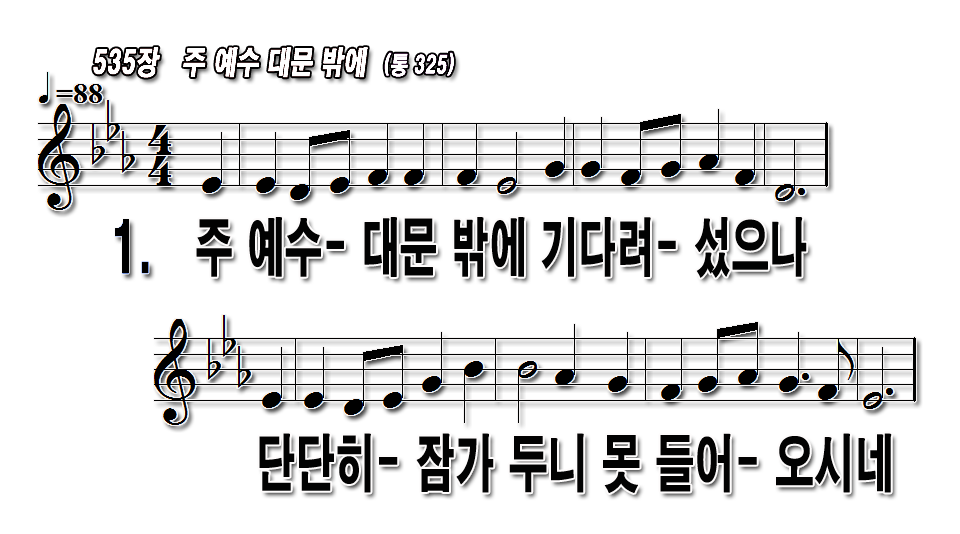 535장 주 예수 대문 밖에 (통 325)
♩=88
4/4
1. 주 예수- 대문 밖에 기다려- 섰으나
단단히- 잠가 두니 못 들어- 오시네